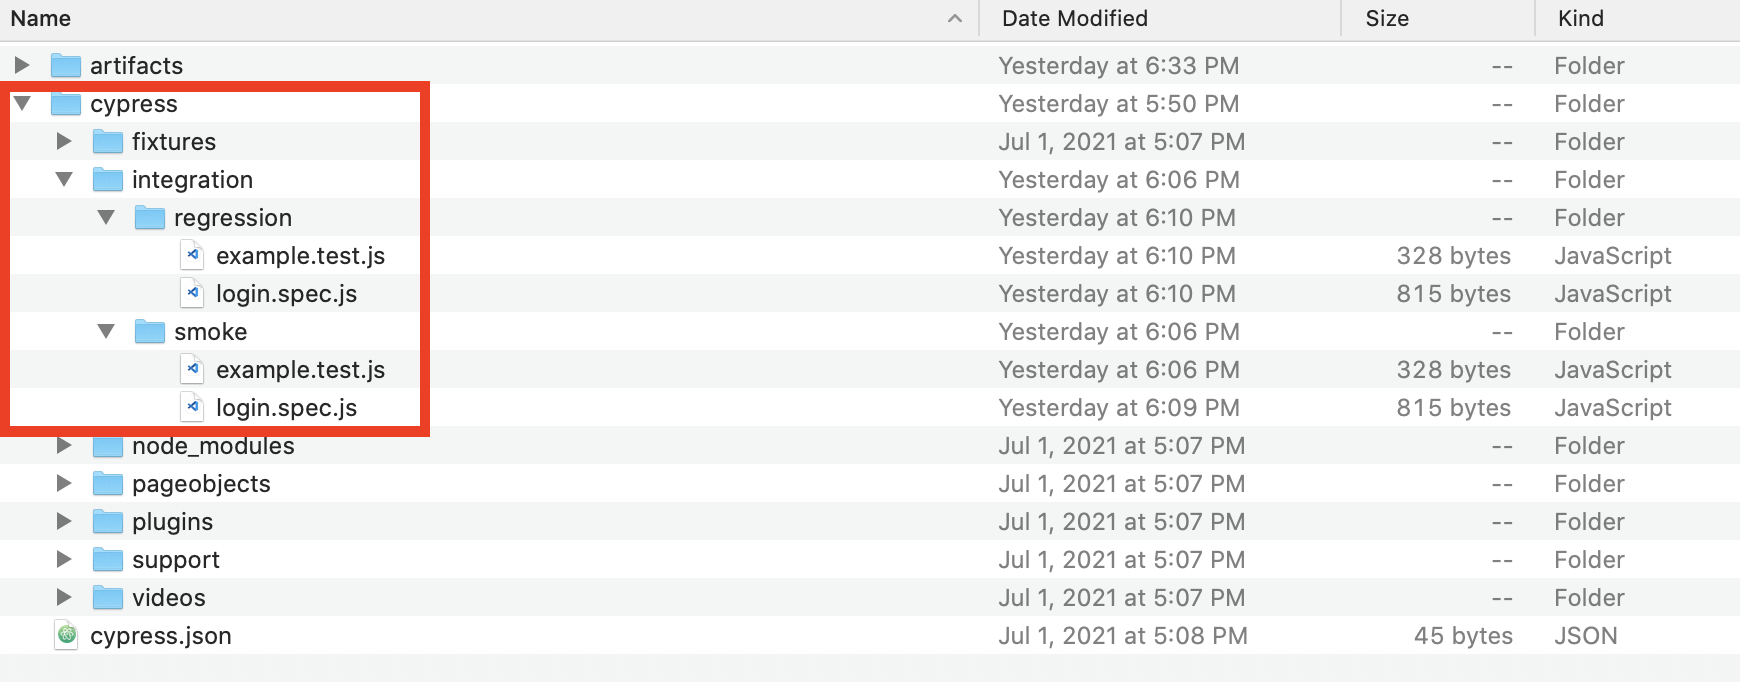 Name Date Modified Size Kind
artifacts Yesterday at 6:33 PM -- Folder
cypress Yesterday at 5:50 PM -- Folder
fixtures Jul 1, 2021 at 5:07 PM -- Folder
integration Yesterday at 6:06 PM -- Folder
regression Yesterday at 6:10 PM -- Folder
example.test.js Yesterday at 6:10 PM 328 bytes JavaScript
login.spec.js Yesterday at 6:10 PM 815 bytes JavaScript
smoke Yesterday at 6:06 PM -- Folder
example.test.js Yesterday at 6:06 PM 328 bytes JavaScript
login.spec.js Yesterday at 6:09 PM 815 bytes JavaScript
node_modules Jul 1, 2021 at 5:07 PM -- Folder
pageobjects Jul 1, 2021 at 5:07 PM -- Folder
plugins Jul 1, 2021 at 5:07 PM -- Folder
support Jul 1, 2021 at 5:07 PM -- Folder
videos Jul 1, 2021 at 5:07 PM -- Folder
cypress.json Jul 1, 2021 at 5:08 PM 45 bytes JSON